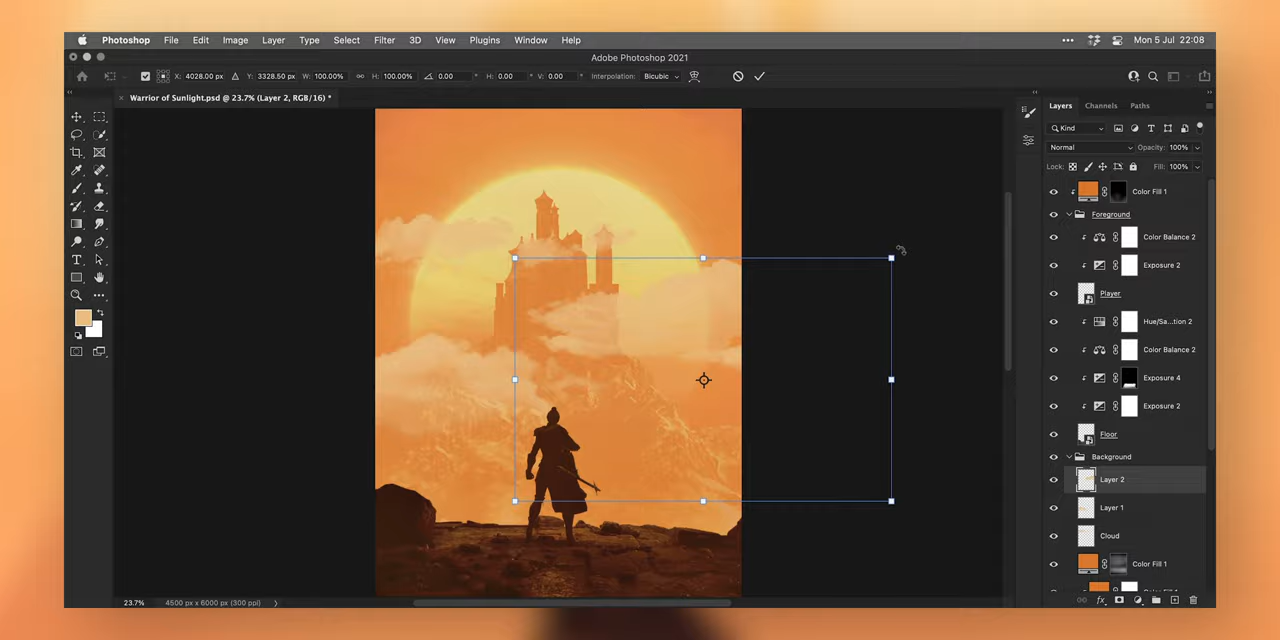 Photoshop File Edit Image Layer Type Select Filter 3D View Plugins Window Help Mon 5 Jul 22:08
Adobe Photoshop 2021
X: 4028.00 px Y: 3328.50 px W: 100.00% H: 100.00% 0.00 ° H: 0.00 ° V: 0.00 ° Interpolation: Bicubic
Warrior of Sunlight.psd @ 23.7% (Layer 2, RGB/16) *
Layers Channels Paths
Kind
Normal Opacity: 100%
Lock: Fill: 100%
Color Fill 1
Foreground
Color Balance 2
Exposure 2
Player
Hue/Sa...tion 2
Color Balance 2
Exposure 4
Exposure 2
Floor
Background
Layer 2
Layer 1
Cloud
Color Fill 1
23.7% 4500 px x 6000 px (300 ppi)